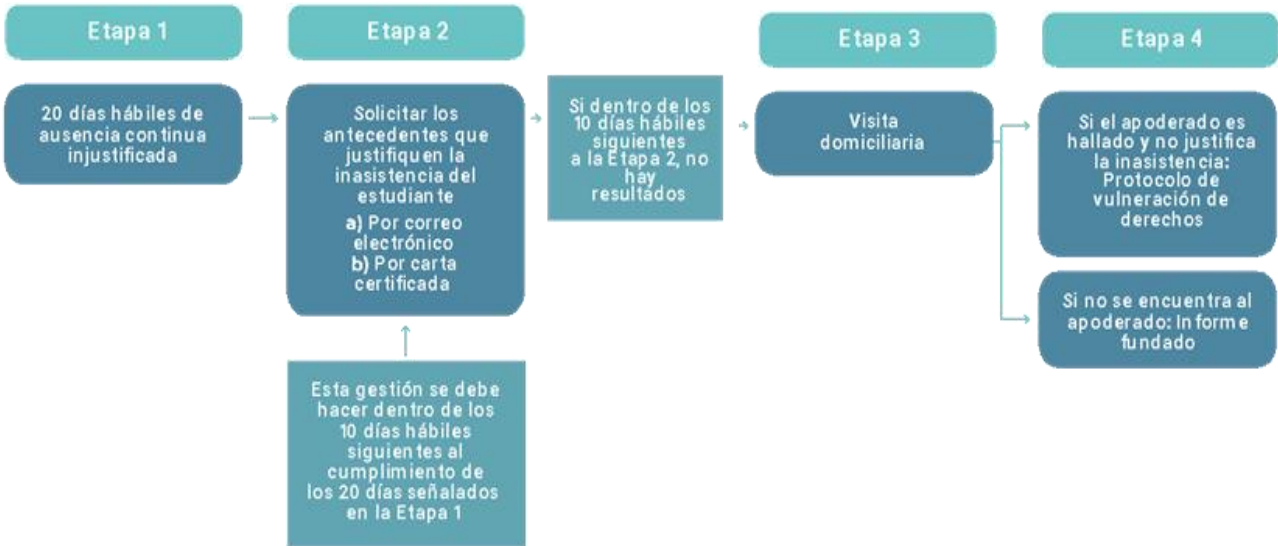 Etapa 1
20 días hábiles de
ausencia continua
injustificada
Etapa 2
Solicitar los
antecedentes que
justifiquen la
inasistencia del
estudiante
a) Por correo
electrónico
b) Por carta
certificada
Esta gestión se debe
hacer dentro de los
10 días hábiles
siguientes al
cumplimiento de
los 20 días señalados
en la Etapa 1
Si dentro de los
10 días hábiles
siguientes
a la Etapa 2, no
hay
resultados
Etapa 3
Visita
domiciliaria
Etapa 4
Si el apoderado es
hallado y no justifica
la inasistencia:
Protocolo de
vulneración de
derechos
Si no se encuentra al
apoderado: Informe
fundado